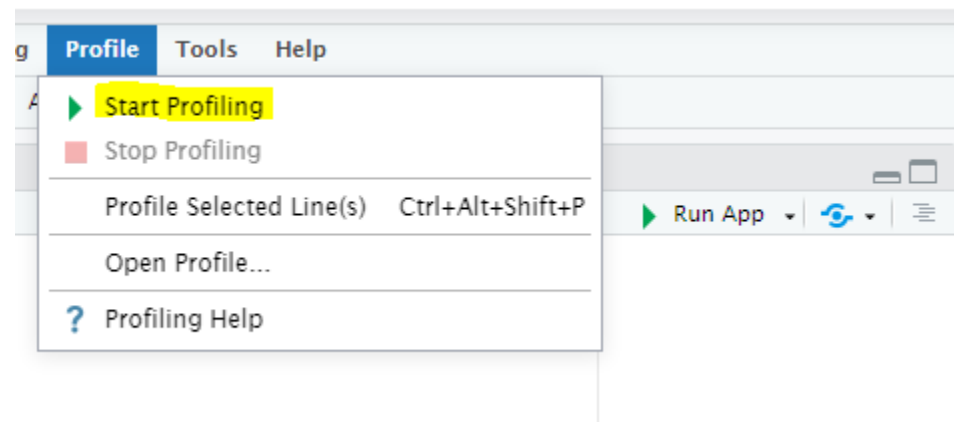 g Profile Tools Help
A
Start Profiling
Stop Profiling
Profile Selected Line(s) Ctrl+Alt+Shift+P
Run App
Open Profile...
? Profiling Help